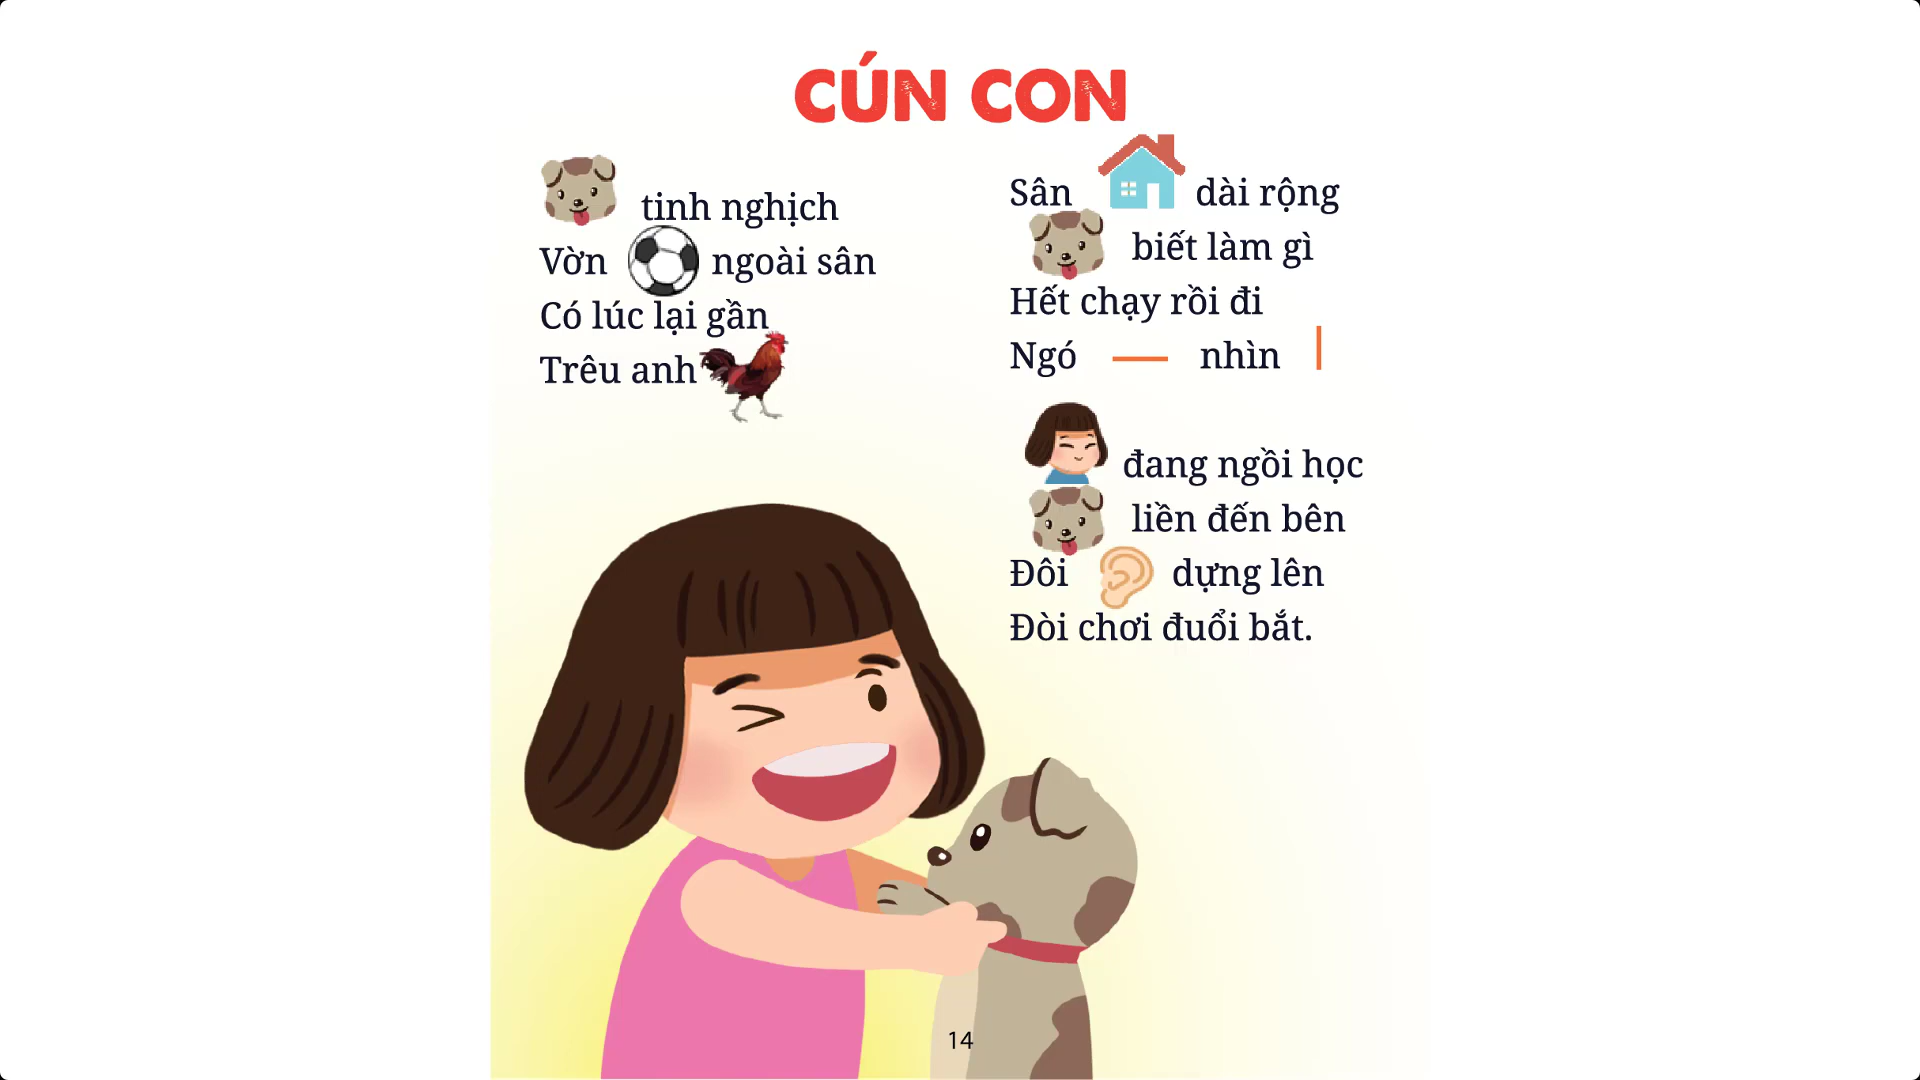 CÚN CON
tinh nghịch
Vờn ngoài sân
Có lúc lại gần
Trêu anh
Sân dài rộng
biết làm gì
Hết chạy rồi đi
Ngó nhìn
đang ngồi học
liền đến bên
Đôi dựng lên
Đòi chơi đuổi bắt.
14